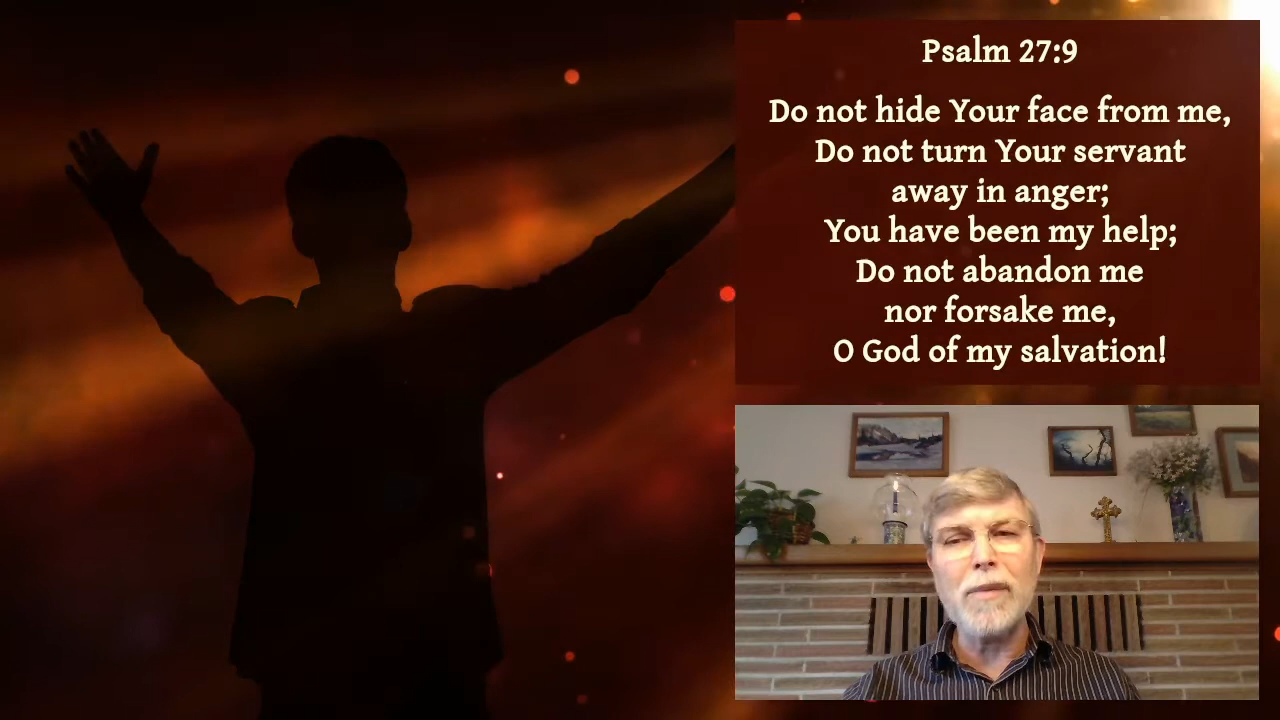 Psalm 27:9
Do not hide Your face from me,
Do not turn Your servant
away in anger;
You have been my help;
Do not abandon me
nor forsake me,
O God of my salvation!